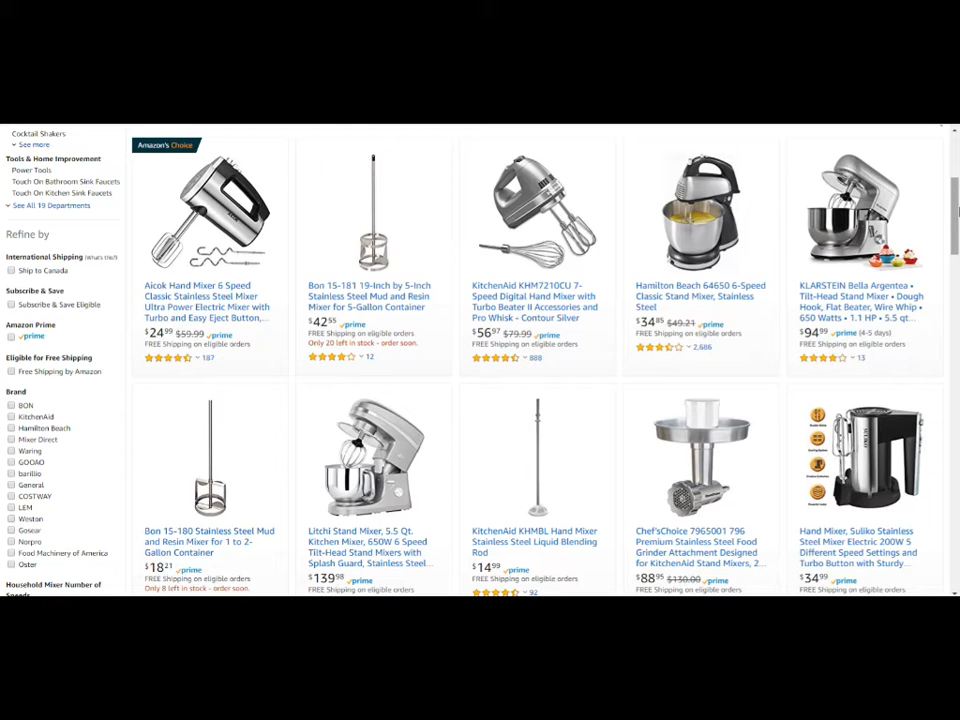 Cocktail Shakers
See more
Tools & Home Improvement
Power Tools
Touch On Bathroom Sink Faucets
Touch On Kitchen Sink Faucets
See All 19 Departments
Refine by
International Shipping (What's this?)
Ship to Canada
Subscribe & Save
Subscribe & Save Eligible
Amazon Prime
prime
Eligible for Free Shipping
Free Shipping by Amazon
Brand
BON
KitchenAid
Hamilton Beach
Mixer Direct
Waring
GOOAO
barillio
General
COSTWAY
LEM
Weston
Gosear
Norpro
Food Machinery of America
Oster
Household Mixer Number of
Speeds
Amazon's Choice
Aicok Hand Mixer 6 Speed
Classic Stainless Steel Mixer
Ultra Power Electric Mixer with
Turbo and Easy Eject Button,...
$24.99 $59.99 prime
FREE Shipping on eligible orders
187
Bon 15-181 19-Inch by 5-Inch
Stainless Steel Mud and Resin
Mixer for 5-Gallon Container
$42.55 prime
FREE Shipping on eligible orders
Only 20 left in stock - order soon.
12
KitchenAid KHM7210CU 7-
Speed Digital Hand Mixer with
Turbo Beater II Accessories and
Pro Whisk - Contour Silver
$56.97 $79.99 prime
FREE Shipping on eligible orders
888
Hamilton Beach 64650 6-Speed
Classic Stand Mixer, Stainless
Steel
$34.85 $49.21 prime
FREE Shipping on eligible orders
2,686
KLARSTEIN Bella Argentea •
Tilt-Head Stand Mixer • Dough
Hook, Flat Beater, Wire Whip •
650 Watts • 1.1 HP • 5.5 qt...
$94.99 prime (4-5 days)
FREE Shipping on eligible orders
13
Bon 15-180 Stainless Steel Mud
and Resin Mixer for 1 to 2-
Gallon Container
$18.21 prime
FREE Shipping on eligible orders
Only 8 left in stock - order soon.
Litchi Stand Mixer, 5.5 Qt.
Kitchen Mixer, 650W 6 Speed
Tilt-Head Stand Mixers with
Splash Guard, Stainless Steel...
$139.98 prime
FREE Shipping on eligible orders
KitchenAid KHMBL Hand Mixer
Stainless Steel Liquid Blending
Rod
$14.99 prime
FREE Shipping on eligible orders
92
Chef'sChoice 7965001 796
Premium Stainless Steel Food
Grinder Attachment Designed
for KitchenAid Stand Mixers, 2...
$88.95 $130.00 prime
FREE Shipping on eligible orders
Hand Mixer, Suliko Stainless
Steel Mixer Electric 200W 5
Different Speed Settings and
Turbo Button with Sturdy...
$34.99 prime
FREE Shipping on eligible orders